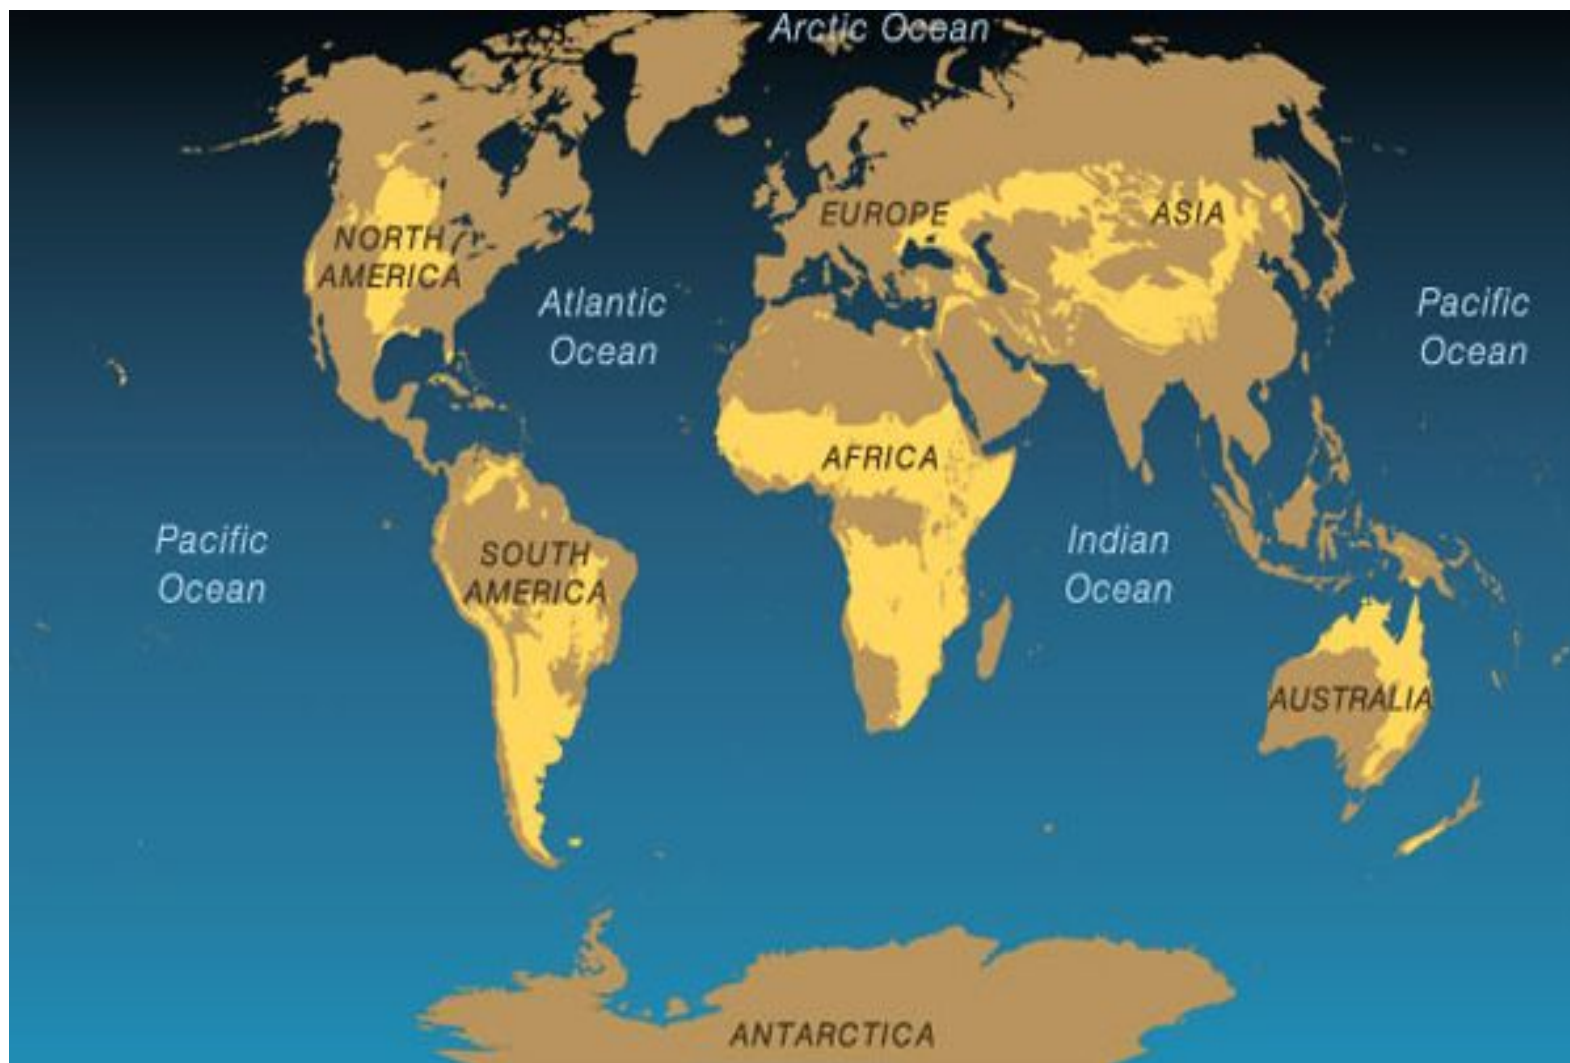 Arctic Ocean
EUROPE
ASIA
NORTH
AMERICA
Atlantic
Ocean
Pacific
Ocean
AFRICA
Pacific
Ocean
SOUTH
AMERICA
Indian
Ocean
AUSTRALIA
ANTARCTICA